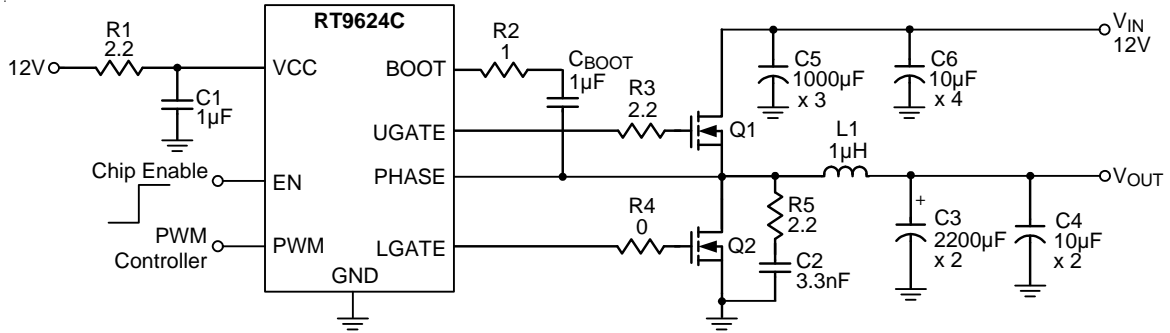 RT9624C
R1
2.2
12V
C1
1µF
Chip Enable
PWM
Controller
VCC
EN
PWM
GND
BOOT
UGATE
PHASE
LGATE
R2
1
CBOOT
1µF
R3
2.2
R4
0
Q1
Q2
R5
2.2
C2
3.3nF
C5
1000µF
x 3
C6
10µF
x 4
VIN
12V
L1
1µH
VOUT
+
C3
2200µF
x 2
C4
10µF
x 2